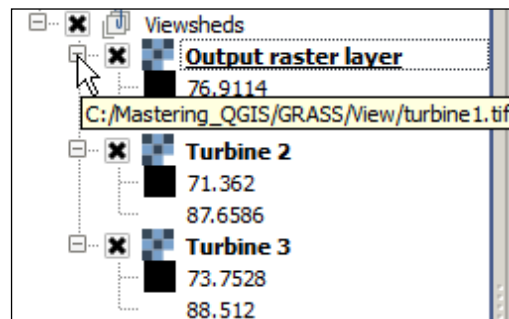 Viewsheds
Output raster layer
76.9114
C:/Mastering_QGIS/GRASS/View/turbine1.tif
Turbine 2
71.362
87.6586
Turbine 3
73.7528
88.512